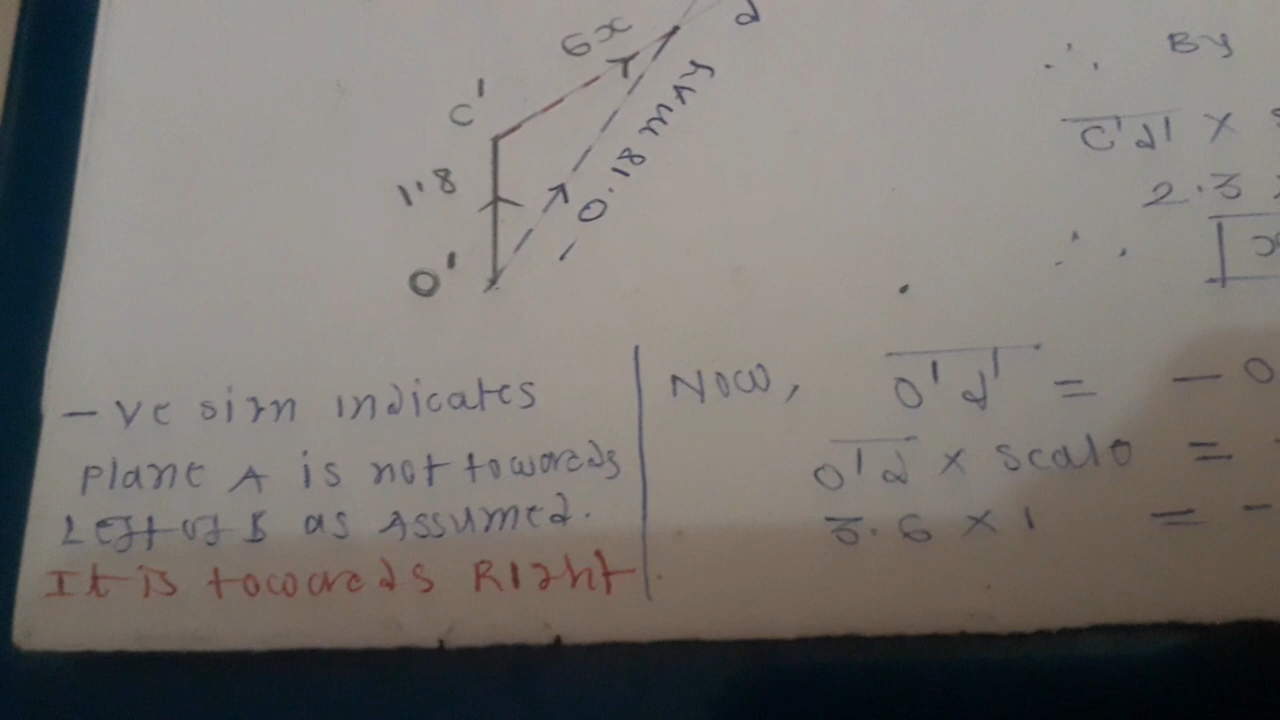 6x
d
C'
1.8
- 0.18 mAy
O'
∴ By
C'd' ×
2.3
∴ x
-ve sign indicates
plane A is not towards
Left of B as Assumed.
It is towards Right
Now, O'd' = - 0
O'd × scale =
3.6 × 1 = -